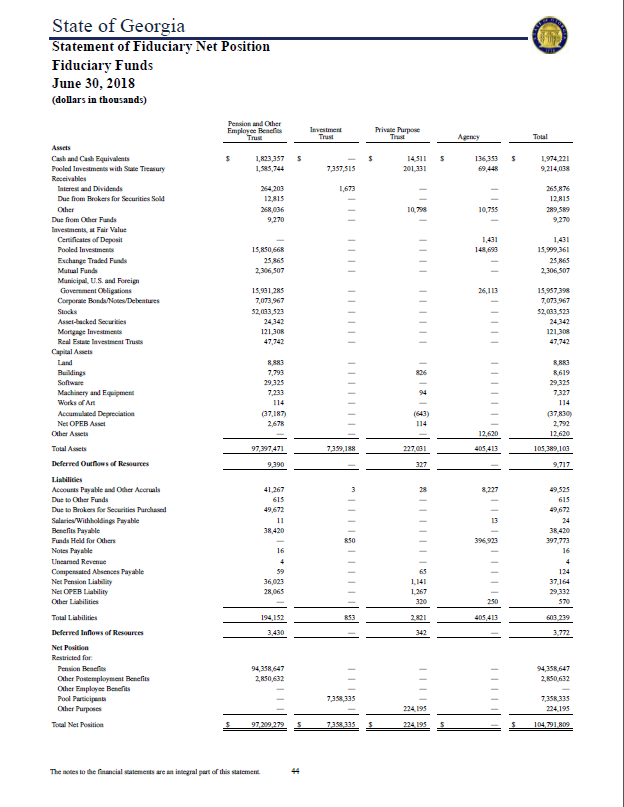 State of Georgia
Statement of Fiduciary Net Position
Fiduciary Funds
June 30, 2018
(dollars in thousands)
Pension and Other Employee Benefits Trust Investment Trust Private Purpose Trust Agency Total
Assets
Cash and Cash Equivalents $ 1,823,357 $ — $ 14,511 $ 136,353 $ 1,974,221
Pooled Investments with State Treasury 1,585,744 7,357,515 201,331 69,448 9,214,038
Receivables
Interest and Dividends 264,203 1,673 — — 265,876
Due from Brokers for Securities Sold 12,815 — — — 12,815
Other 268,036 — 10,798 10,755 289,589
Due from Other Funds 9,270 — — — 9,270
Investments, at Fair Value
Certificates of Deposit — — — 1,431 1,431
Pooled Investments 15,850,668 — — 148,693 15,999,361
Exchange Traded Funds 25,865 — — — 25,865
Mutual Funds 2,306,507 — — — 2,306,507
Municipal, U.S. and Foreign
Government Obligations 15,931,285 — — 26,113 15,957,398
Corporate Bonds/Notes/Debentures 7,073,967 — — — 7,073,967
Stocks 52,033,523 — — — 52,033,523
Asset-backed Securities 24,342 — — — 24,342
Mortgage Investments 121,308 — — — 121,308
Real Estate Investment Trusts 47,742 — — — 47,742
Capital Assets
Land 8,883 — — — 8,883
Buildings 7,793 — 826 — 8,619
Software 29,325 — — — 29,325
Machinery and Equipment 7,233 — 94 — 7,327
Works of Art 114 — — — 114
Accumulated Depreciation (37,187) — (643) — (37,830)
Net OPEB Asset 2,678 — 114 — 2,792
Other Assets — — — 12,620 12,620
Total Assets 97,397,471 7,359,188 227,031 405,413 105,389,103
Deferred Outflows of Resources 9,390 — 327 — 9,717
Liabilities
Accounts Payable and Other Accruals 41,267 3 28 8,227 49,525
Due to Other Funds 615 — — — 615
Due to Brokers for Securities Purchased 49,672 — — — 49,672
Salaries/Withholdings Payable 11 — — 13 24
Benefits Payable 38,420 — — — 38,420
Funds Held for Others — 850 — 396,923 397,773
Notes Payable 16 — — — 16
Unearned Revenue 4 — — — 4
Compensated Absences Payable 59 — 65 — 124
Net Pension Liability 36,023 — 1,141 — 37,164
Net OPEB Liability 28,065 — 1,267 — 29,332
Other Liabilities — — 320 250 570
Total Liabilities 194,152 853 2,821 405,413 603,239
Deferred Inflows of Resources 3,430 — 342 — 3,772
Net Position
Restricted for:
Pension Benefits 94,358,647 — — — 94,358,647
Other Postemployment Benefits 2,850,632 — — — 2,850,632
Other Employee Benefits — — — — —
Pool Participants — 7,358,335 — — 7,358,335
Other Purposes — — 224,195 — 224,195
Total Net Position $ 97,209,279 $ 7,358,335 $ 224,195 $ — $ 104,791,809
The notes to the financial statements are an integral part of this statement. 44